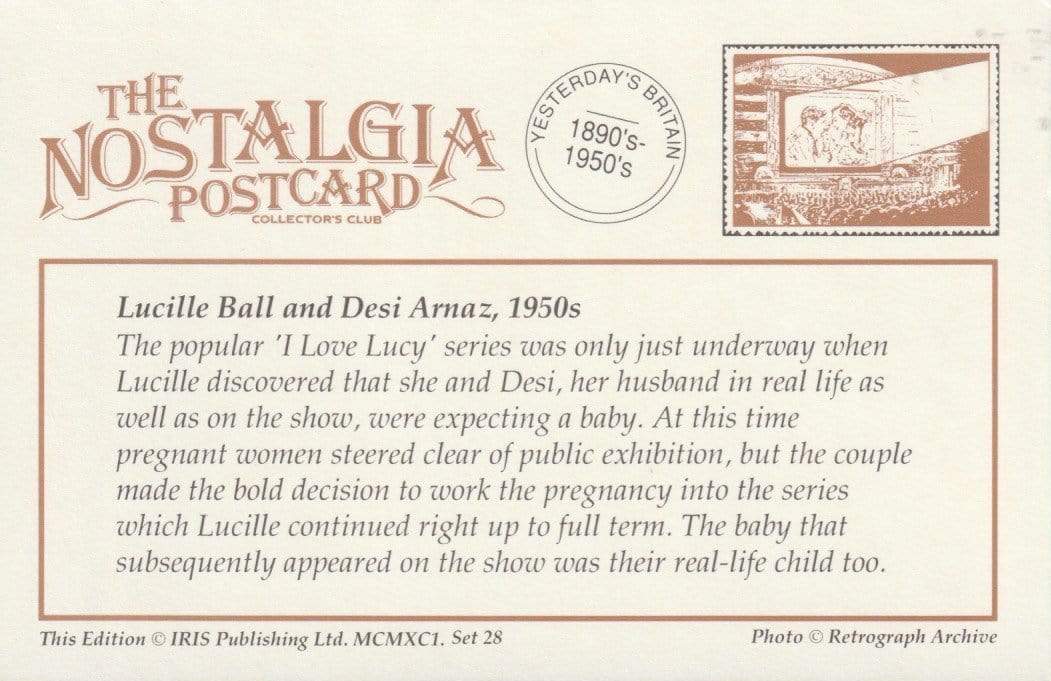 THE
NOSTALGIA
POSTCARD
COLLECTOR'S CLUB
YESTERDAY'S BRITAIN
1890's-
1950's
Lucille Ball and Desi Arnaz, 1950s
The popular 'I Love Lucy' series was only just underway when
Lucille discovered that she and Desi, her husband in real life as
well as on the show, were expecting a baby. At this time
pregnant women steered clear of public exhibition, but the couple
made the bold decision to work the pregnancy into the series
which Lucille continued right up to full term. The baby that
subsequently appeared on the show was their real-life child too.
This Edition © IRIS Publishing Ltd. MCMXC1. Set 28
Photo © Retrograph Archive